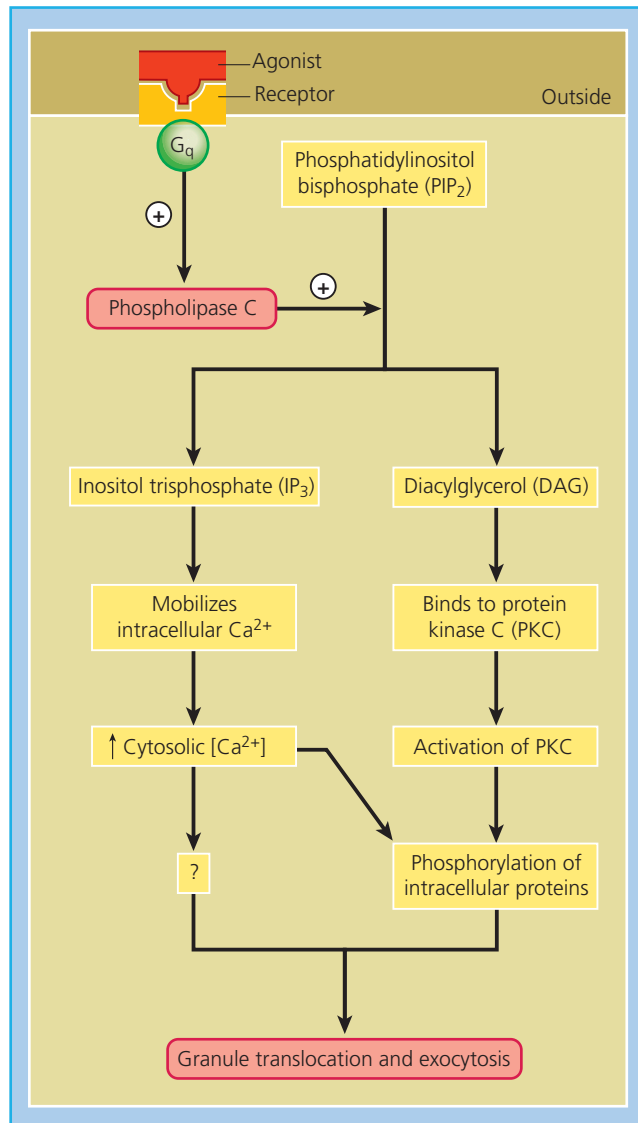 Agonist
Receptor
Outside
Gq
Phosphatidylinositol
bisphosphate (PIP2)
+
Phospholipase C
+
Inositol trisphosphate (IP3)
Diacylglycerol (DAG)
Mobilizes
intracellular Ca2+
Binds to protein
kinase C (PKC)
↑ Cytosolic [Ca2+]
Activation of PKC
?
Phosphorylation of
intracellular proteins
Granule translocation and exocytosis